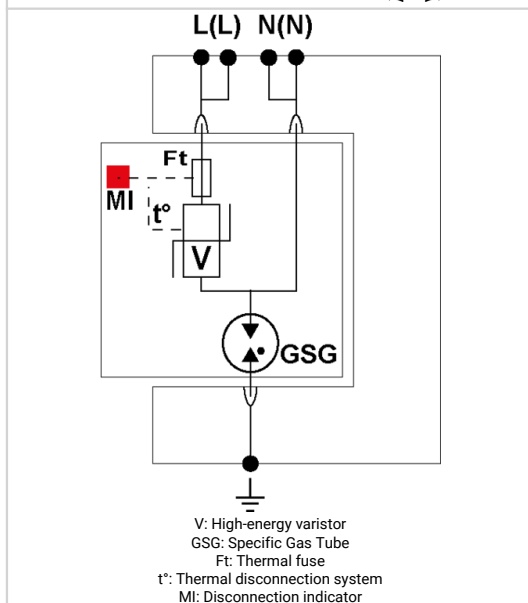 L(L) N(N)
Ft
MI
t°
V
GSG
V: High-energy varistor
GSG: Specific Gas Tube
Ft: Thermal fuse
t°: Thermal disconnection system
MI: Disconnection indicator